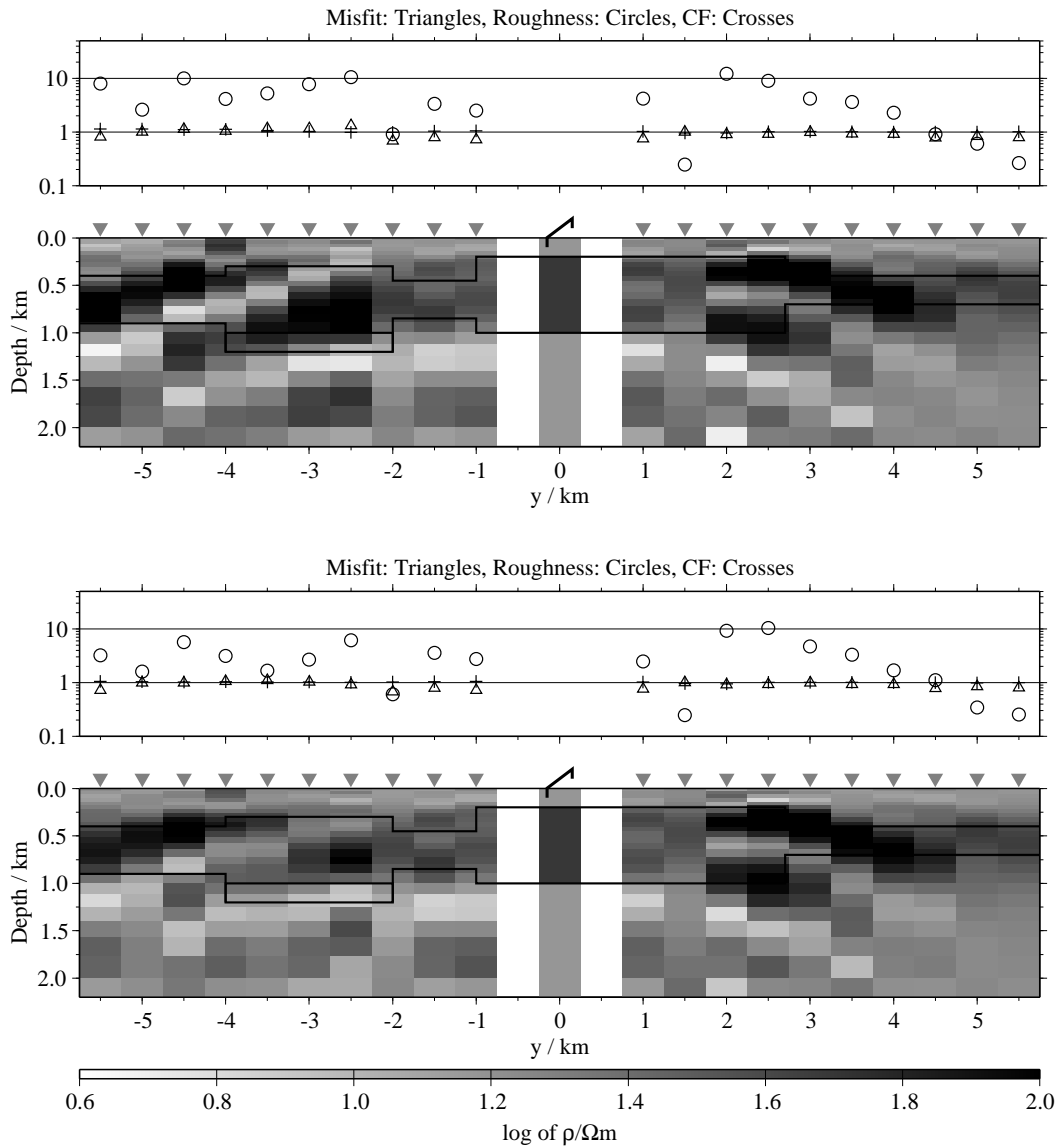 Misfit: Triangles, Roughness: Circles, CF: Crosses
10
1
0.1
0.0
0.5
1.0
1.5
2.0
Depth / km
-5 -4 -3 -2 -1 0 1 2 3 4 5
y / km
Misfit: Triangles, Roughness: Circles, CF: Crosses
10
1
0.1
0.0
0.5
1.0
1.5
2.0
Depth / km
-5 -4 -3 -2 -1 0 1 2 3 4 5
y / km
0.6 0.8 1.0 1.2 1.4 1.6 1.8 2.0
log of ρ/Ωm